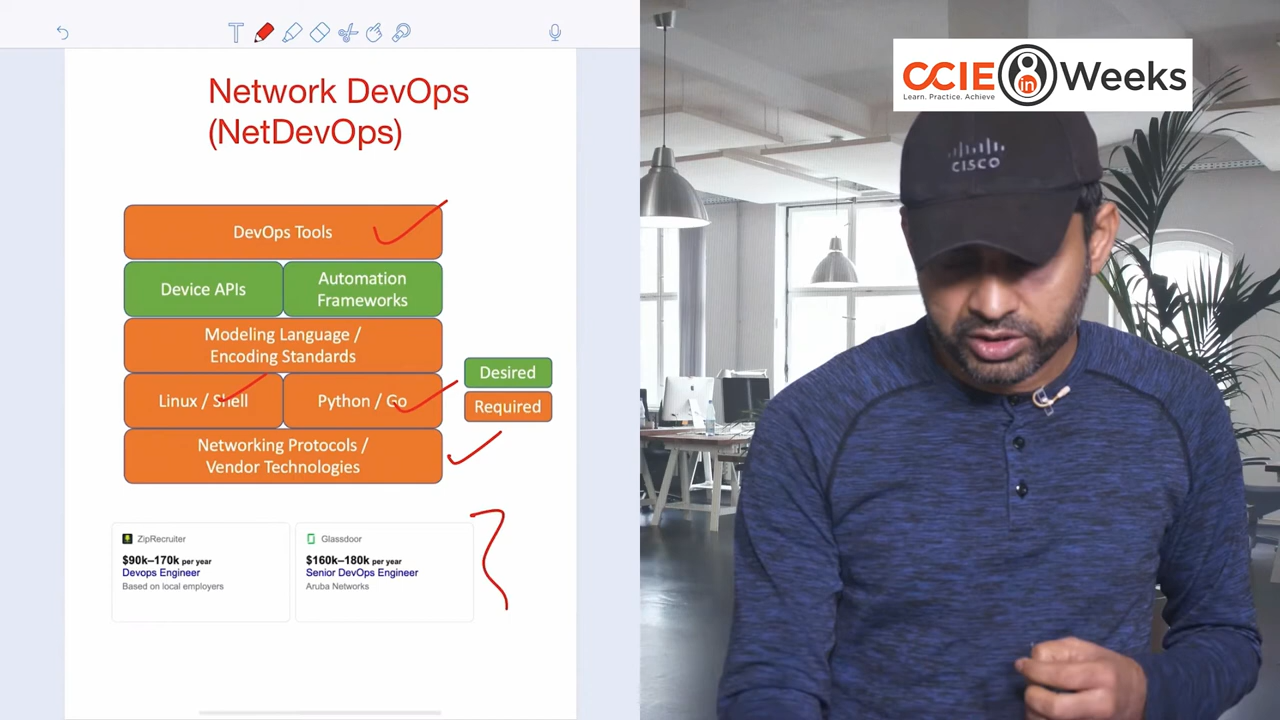 Network DevOps
(NetDevOps)
DevOps Tools
Device APIs
Automation
Frameworks
Modeling Language /
Encoding Standards
Linux / Shell
Python / Go
Networking Protocols /
Vendor Technologies
Desired
Required
ZipRecruiter
$90k–170k per year
Devops Engineer
Based on local employers
Glassdoor
$160k–180k per year
Senior DevOps Engineer
Aruba Networks
CCIE 8 in Weeks
Learn. Practice. Achieve
CISCO